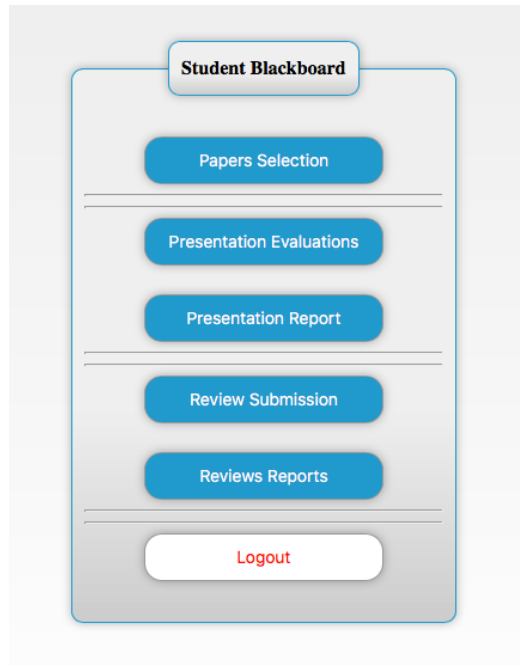 Student Blackboard
Papers Selection
Presentation Evaluations
Presentation Report
Review Submission
Reviews Reports
Logout